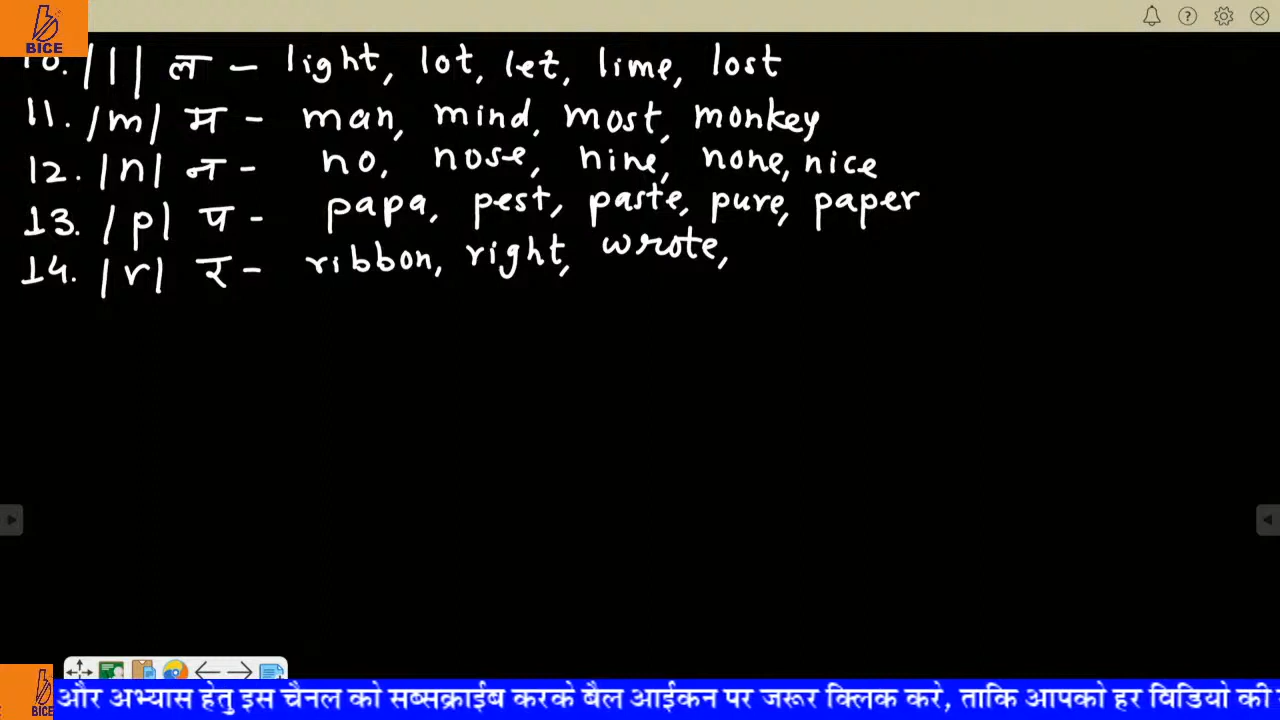 BICE
10. /l/ ल - light, lot, let, lime, lost
11. /m/ म - man, mind, most, monkey
12. /n/ न - no, nose, nine, none, nice
13. /p/ प - papa, pest, paste, pure, paper
14. /r/ र - ribbon, right, wrote,
BICE
और अभ्यास हेतु इस चैनल को सब्सक्राईब करके बैल आईकन पर जरूर क्लिक करे, ताकि आपको हर विडियो की